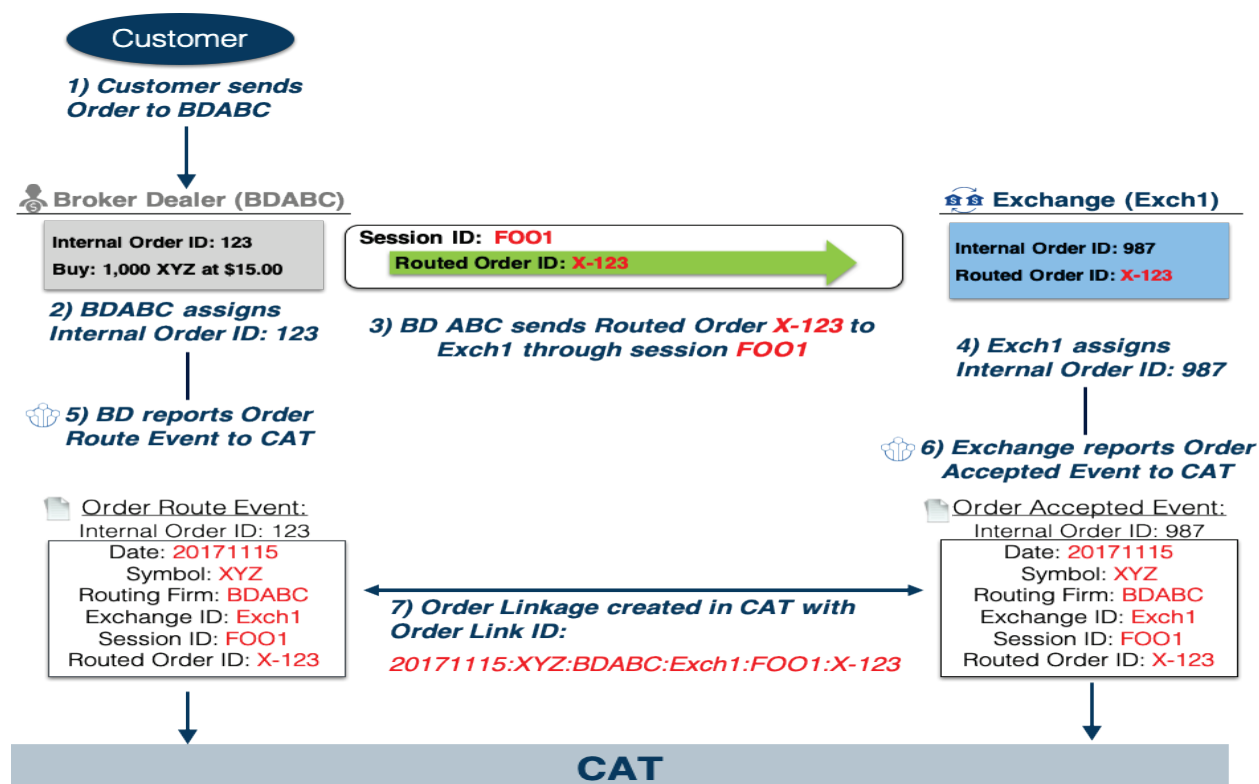 Customer
1) Customer sends
Order to BDABC
Broker Dealer (BDABC)
Internal Order ID: 123
Buy: 1,000 XYZ at $15.00
Session ID: FOO1
Routed Order ID: X-123
Exchange (Exch1)
Internal Order ID: 987
Routed Order ID: X-123
2) BDABC assigns
Internal Order ID: 123
3) BD ABC sends Routed Order X-123 to
Exch1 through session FOO1
4) Exch1 assigns
Internal Order ID: 987
5) BD reports Order
Route Event to CAT
6) Exchange reports Order
Accepted Event to CAT
Order Route Event:
Internal Order ID: 123
Date: 20171115
Symbol: XYZ
Routing Firm: BDABC
Exchange ID: Exch1
Session ID: FOO1
Routed Order ID: X-123
7) Order Linkage created in CAT with
Order Link ID:
20171115:XYZ:BDABC:Exch1:FOO1:X-123
Order Accepted Event:
Internal Order ID: 987
Date: 20171115
Symbol: XYZ
Routing Firm: BDABC
Exchange ID: Exch1
Session ID: FOO1
Routed Order ID: X-123
CAT